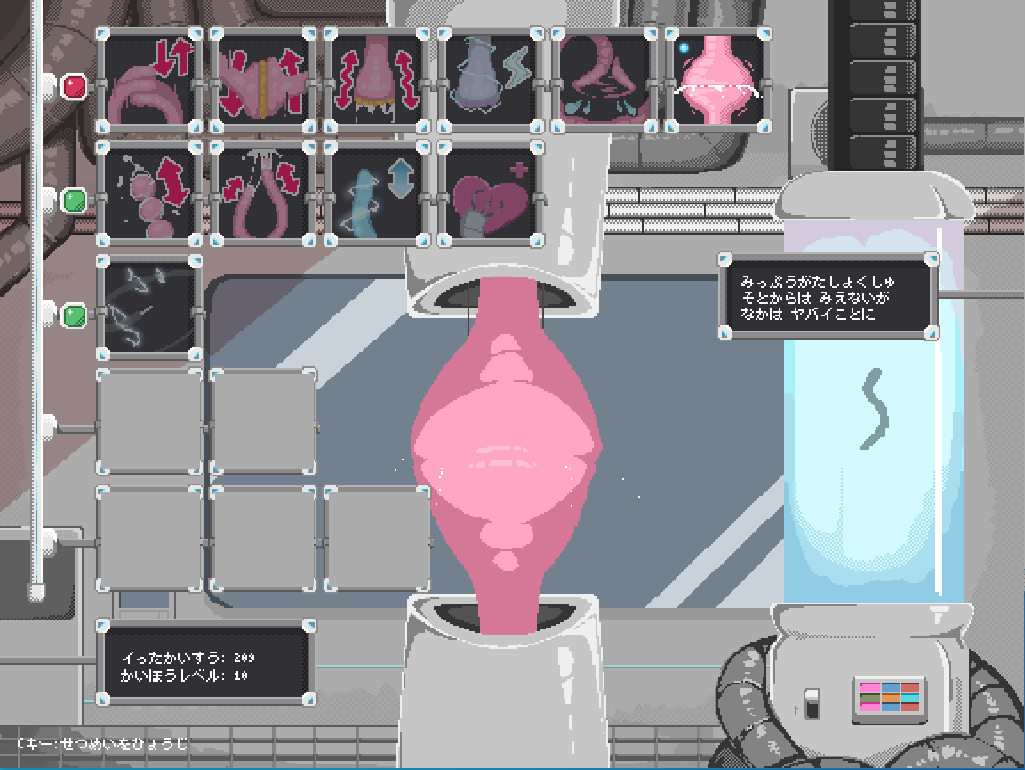 みっぷうがたしょくしゅ
そとからは みえないが
なかは ヤバイことに
イったかいすう: 209
かいほうレベル: 10
Cキー:せつめいをひょうじ